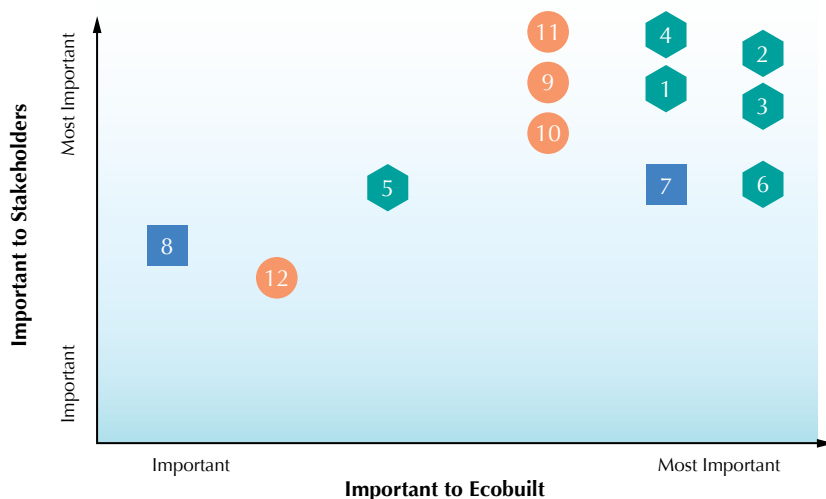 11
4
2
9
1
3
10
5
7
6
8
12
Most Important
Important to Stakeholders
Important
Important
Most Important
Important to Ecobuilt